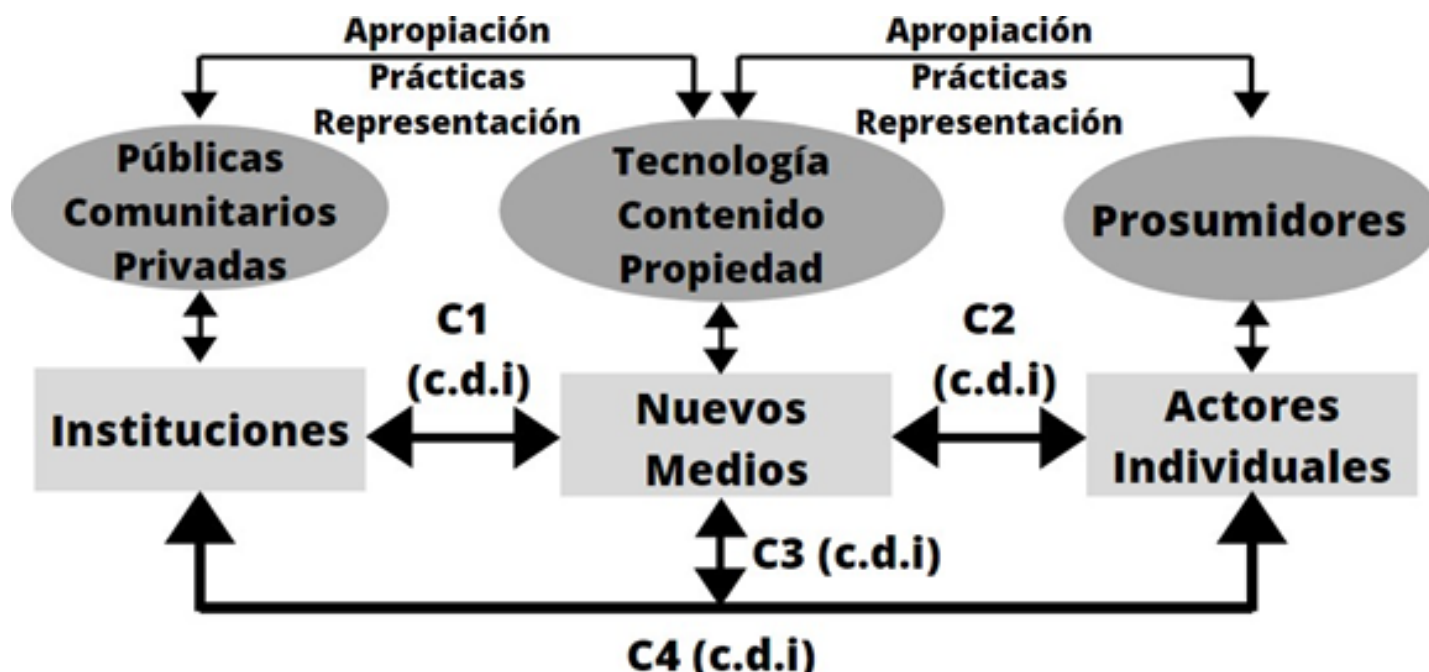 Apropiación
Prácticas
Representación
Apropiación
Prácticas
Representación
Públicas
Comunitarios
Privadas
Tecnología
Contenido
Propiedad
Prosumidores
C1
(c.d.i)
C2
(c.d.i)
Instituciones
Nuevos
Medios
Actores
Individuales
C3 (c.d.i)
C4 (c.d.i)